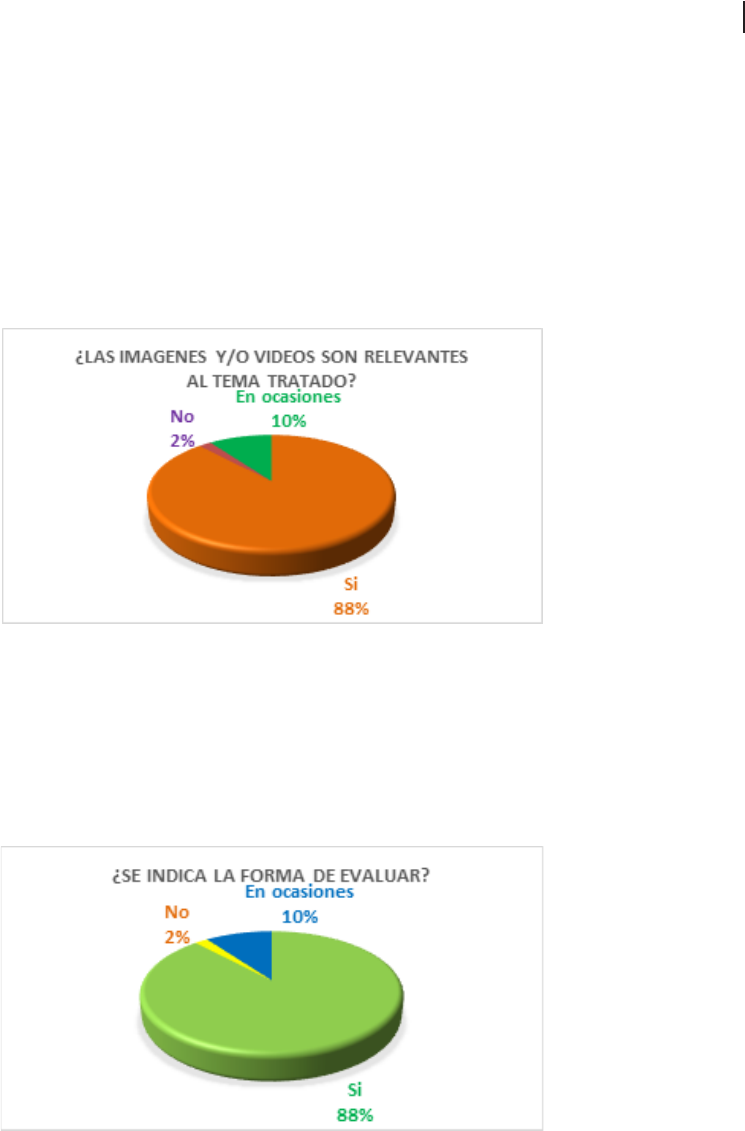 ¿LAS IMAGENES Y/O VIDEOS SON RELEVANTES
AL TEMA TRATADO?
En ocasiones
10%
No
2%
Si
88%
¿SE INDICA LA FORMA DE EVALUAR?
En ocasiones
10%
No
2%
Si
88%